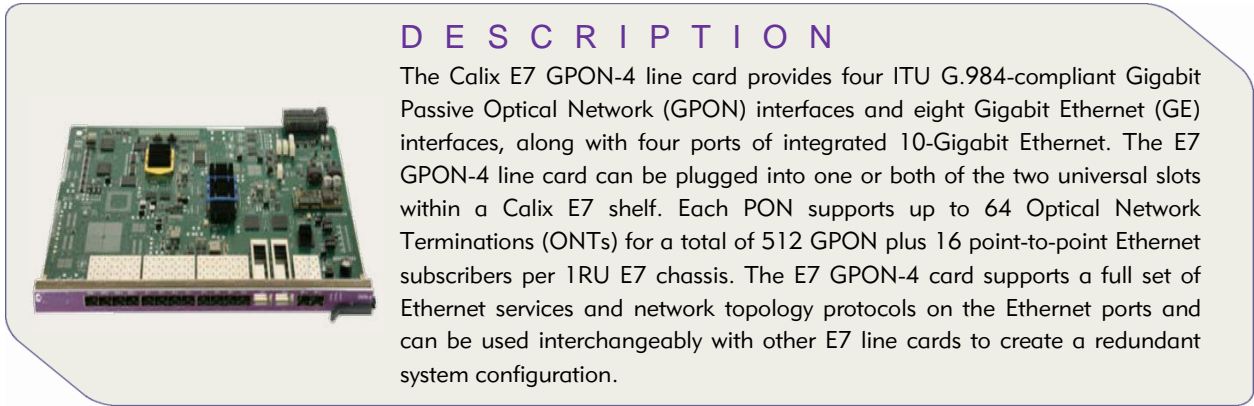 DESCRIPTION
The Calix E7 GPON-4 line card provides four ITU G.984-compliant Gigabit
Passive Optical Network (GPON) interfaces and eight Gigabit Ethernet (GE)
interfaces, along with four ports of integrated 10-Gigabit Ethernet. The E7
GPON-4 line card can be plugged into one or both of the two universal slots
within a Calix E7 shelf. Each PON supports up to 64 Optical Network
Terminations (ONTs) for a total of 512 GPON plus 16 point-to-point Ethernet
subscribers per 1RU E7 chassis. The E7 GPON-4 card supports a full set of
Ethernet services and network topology protocols on the Ethernet ports and
can be used interchangeably with other E7 line cards to create a redundant
system configuration.